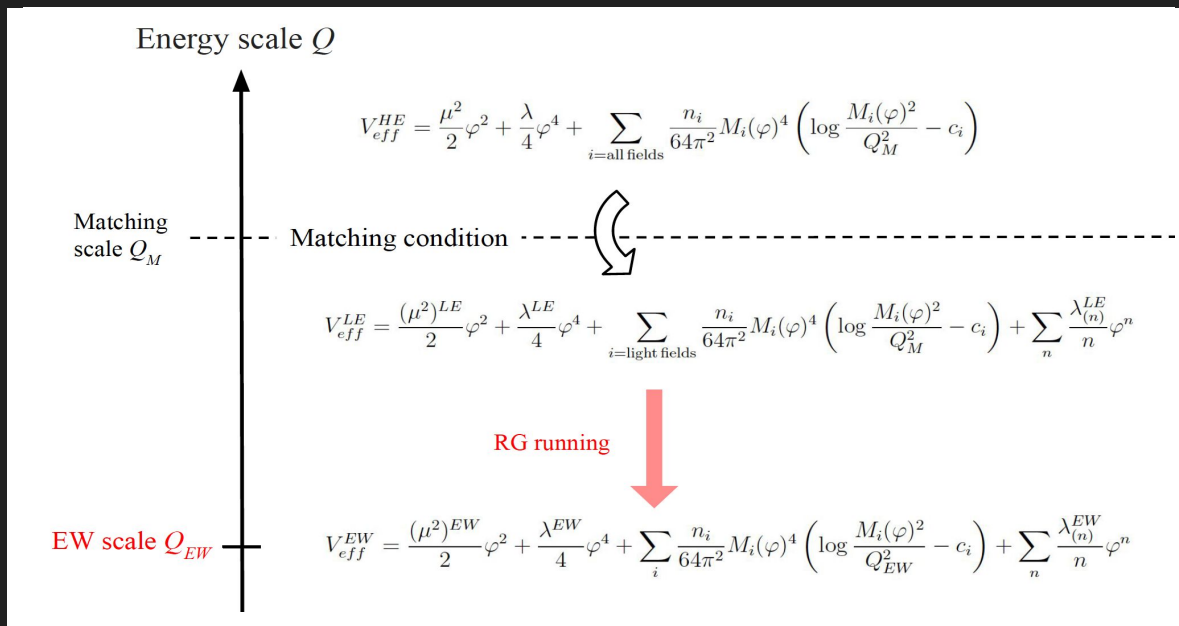 Energy scale Q
V_{eff}^{HE} = \frac{\mu^2}{2}\varphi^2 + \frac{\lambda}{4}\varphi^4 + \sum_{i=\text{all fields}} \frac{n_i}{64\pi^2} M_i(\varphi)^4 \left( \log \frac{M_i(\varphi)^2}{Q_M^2} - c_i \right)
Matching
scale Q_M
Matching condition
V_{eff}^{LE} = \frac{(\mu^2)^{LE}}{2}\varphi^2 + \frac{\lambda^{LE}}{4}\varphi^4 + \sum_{i=\text{light fields}} \frac{n_i}{64\pi^2} M_i(\varphi)^4 \left( \log \frac{M_i(\varphi)^2}{Q_M^2} - c_i \right) + \sum_n \frac{\lambda_{(n)}^{LE}}{n}\varphi^n
RG running
EW scale Q_{EW}
V_{eff}^{EW} = \frac{(\mu^2)^{EW}}{2}\varphi^2 + \frac{\lambda^{EW}}{4}\varphi^4 + \sum_i \frac{n_i}{64\pi^2} M_i(\varphi)^4 \left( \log \frac{M_i(\varphi)^2}{Q_{EW}^2} - c_i \right) + \sum_n \frac{\lambda_{(n)}^{EW}}{n}\varphi^n